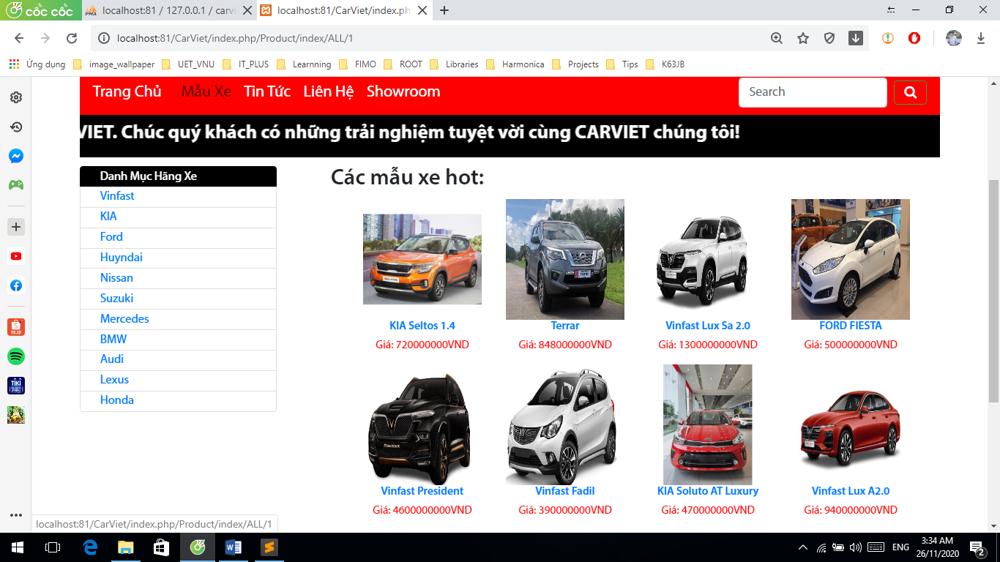 cốc cốc
localhost:81 / 127.0.0.1 / carvi
localhost:81/CarViet/index.ph
localhost:81/CarViet/index.php/Product/index/ALL/1
Ứng dụng image_wallpaper UET_VNU IT_PLUS Learnning FIMO ROOT Libraries Harmonica Projects Tips K63JB
Trang Chủ Mẫu Xe Tin Tức Liên Hệ Showroom Search
VIET. Chúc quý khách có những trải nghiệm tuyệt vời cùng CARVIET chúng tôi!
Danh Mục Hãng Xe
Vinfast
KIA
Ford
Huyndai
Nissan
Suzuki
Mercedes
BMW
Audi
Lexus
Honda
Các mẫu xe hot:
KIA Seltos 1.4 Terrar Vinfast Lux Sa 2.0 FORD FIESTA
Giá: 720000000VND Giá: 848000000VND Giá: 1300000000VND Giá: 500000000VND
President
Vinfast President Vinfast Fadil KIA Soluto AT Luxury Vinfast Lux A2.0
Giá: 4600000000VND Giá: 390000000VND Giá: 470000000VND Giá: 940000000VND
localhost:81/CarViet/index.php/Product/index/ALL/1
ENG
3:34 AM
26/11/2020
2